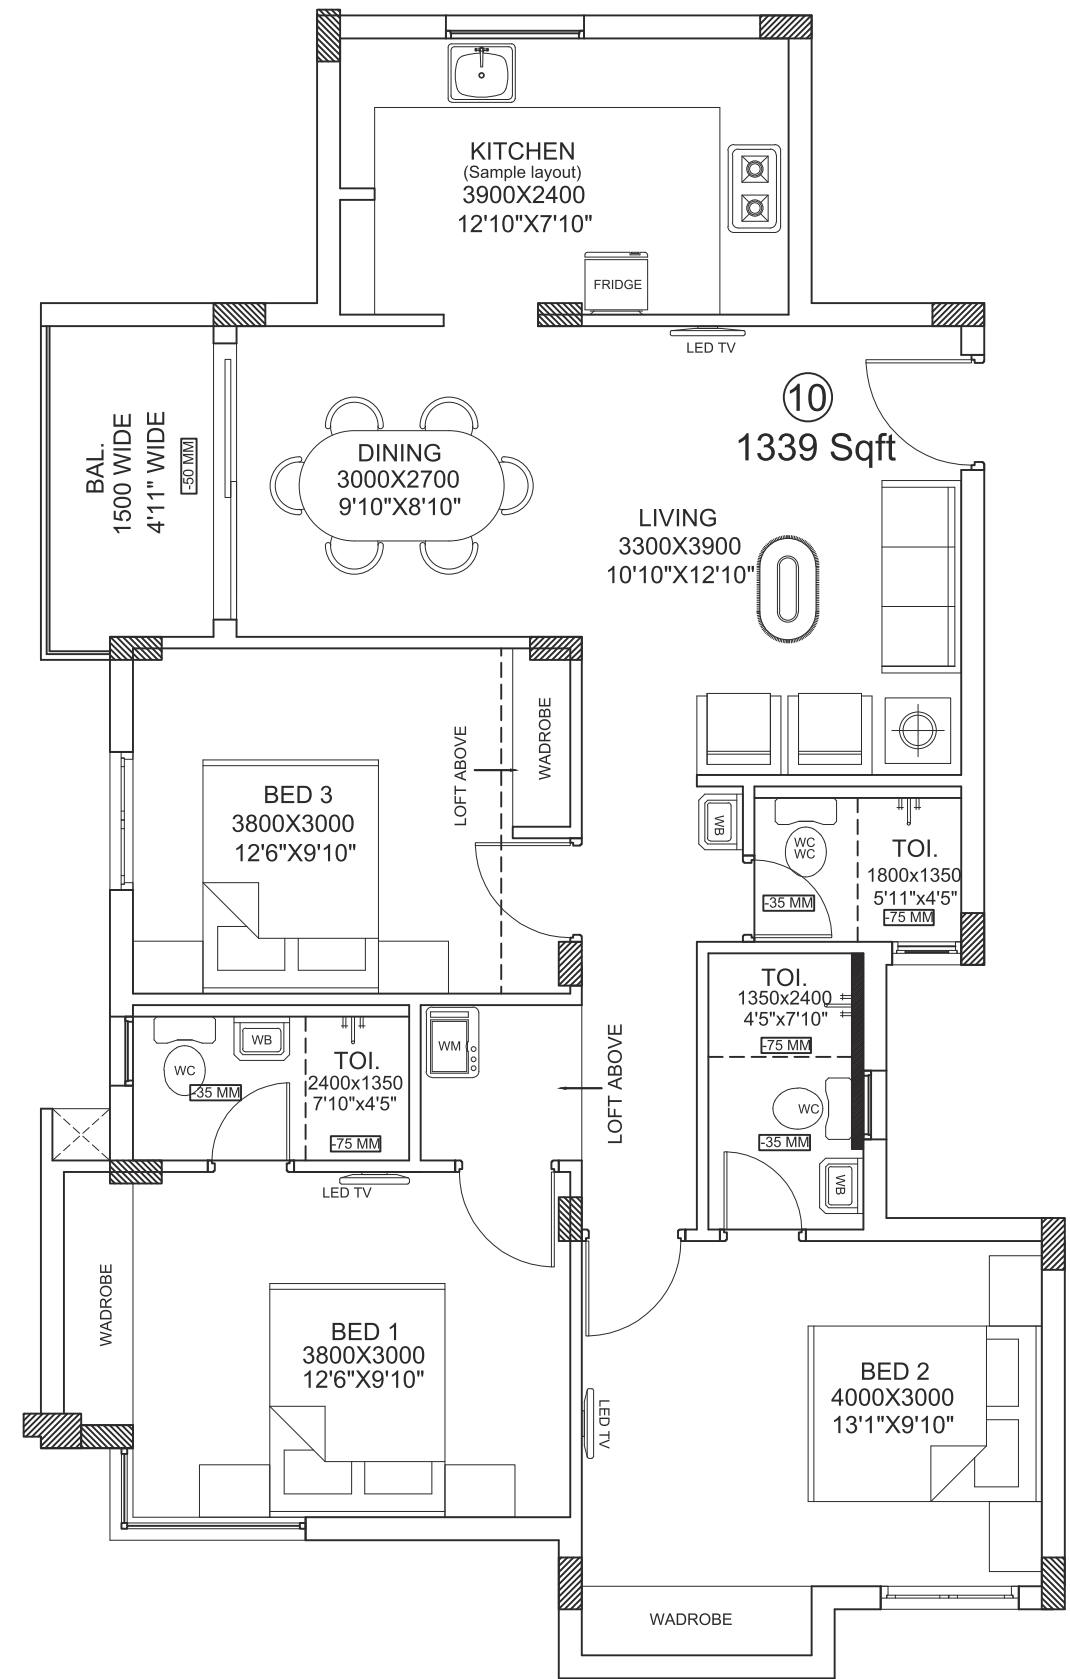 KITCHEN
(Sample layout)
3900X2400
12'10"X7'10"
FRIDGE
LED TV
10
1339 Sqft
BAL.
1500 WIDE
4'11" WIDE
-50 MM
DINING
3000X2700
9'10"X8'10"
LIVING
3300X3900
10'10"X12'10"
LOFT ABOVE
WADROBE
BED 3
3800X3000
12'6"X9'10"
WB
WC
WC
TOI.
1800x1350
5'11"x4'5"
-35 MM
-75 MM
TOI.
1350x2400
4'5"x7'10"
-75 MM
WC
-35 MM
WB
WC
WB
-35 MM
TOI.
2400x1350
7'10"x4'5"
-75 MM
WM
LOFT ABOVE
LED TV
WADROBE
BED 1
3800X3000
12'6"X9'10"
LED TV
BED 2
4000X3000
13'1"X9'10"
WADROBE